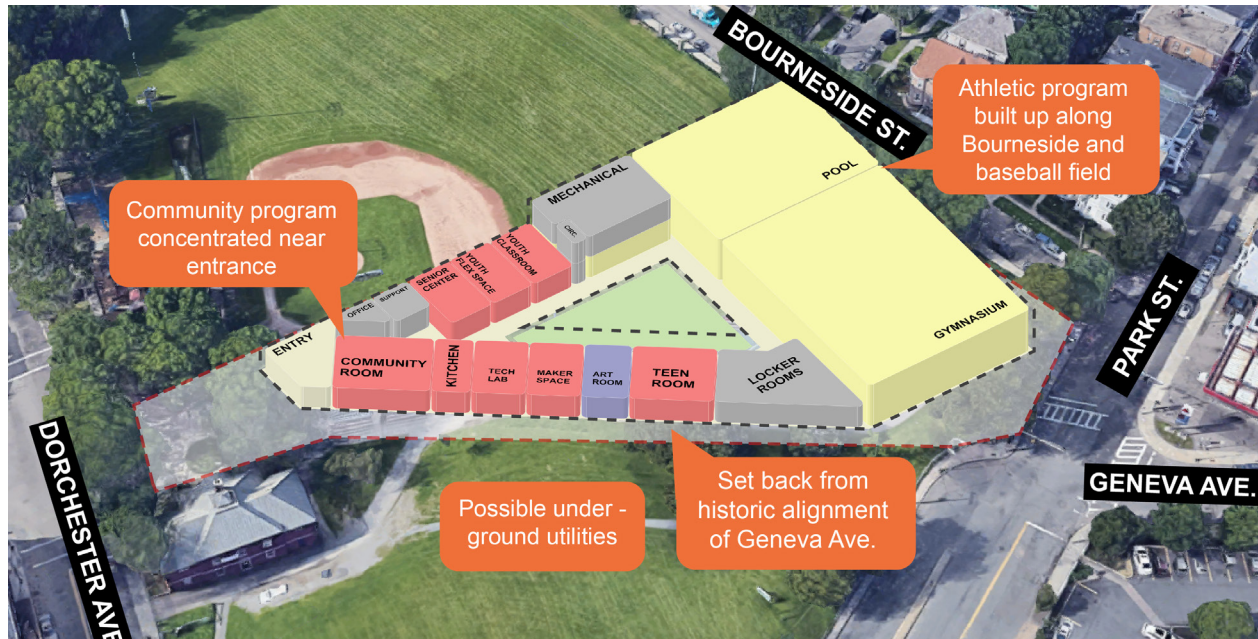 BOURNESIDE ST.
Athletic program
built up along
Bourneside and
baseball field
POOL
MECHANICAL
CIRC.
Community program
concentrated near
entrance
YOUTH
CLASSROOM
YOUTH
FLEX SPACE
SENIOR
CENTER
SUPPORT
OFFICE
ENTRY
GYMNASIUM
PARK ST.
COMMUNITY
ROOM
KITCHEN
TECH
LAB
MAKER
SPACE
ART
ROOM
TEEN
ROOM
LOCKER
ROOMS
DORCHESTER AVE
Possible under -
ground utilities
Set back from
historic alignment
of Geneva Ave.
GENEVA AVE.